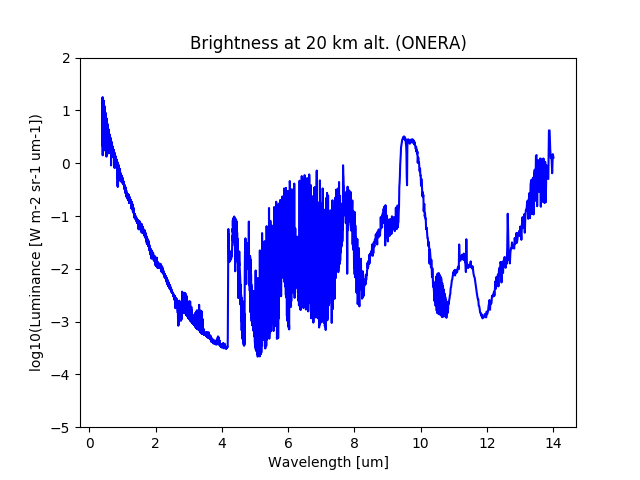 Brightness at 20 km alt. (ONERA)
log10(Luminance [W m-2 sr-1 um-1])
2
1
0
−1
−2
−3
−4
−5
0 2 4 6 8 10 12 14
Wavelength [um]